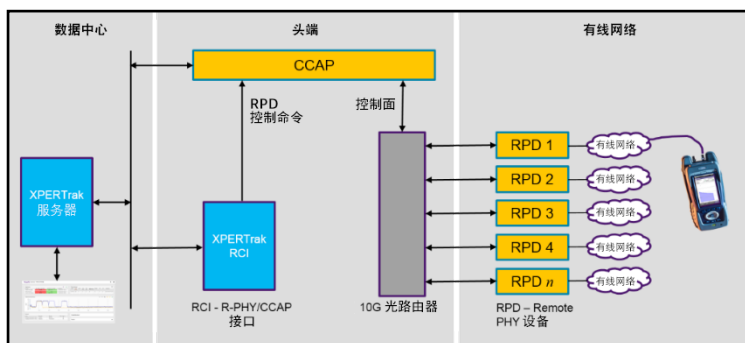 数据中心
头端
有线网络
CCAP
RPD
控制命令
控制面
XPERTrak
服务器
XPERTrak
RCI
RPD 1
RPD 2
RPD 3
RPD 4
RPD n
有线网络
有线网络
有线网络
有线网络
有线网络
RCI - R-PHY/CCAP
接口
10G 光路由器
RPD – Remote
PHY 设备